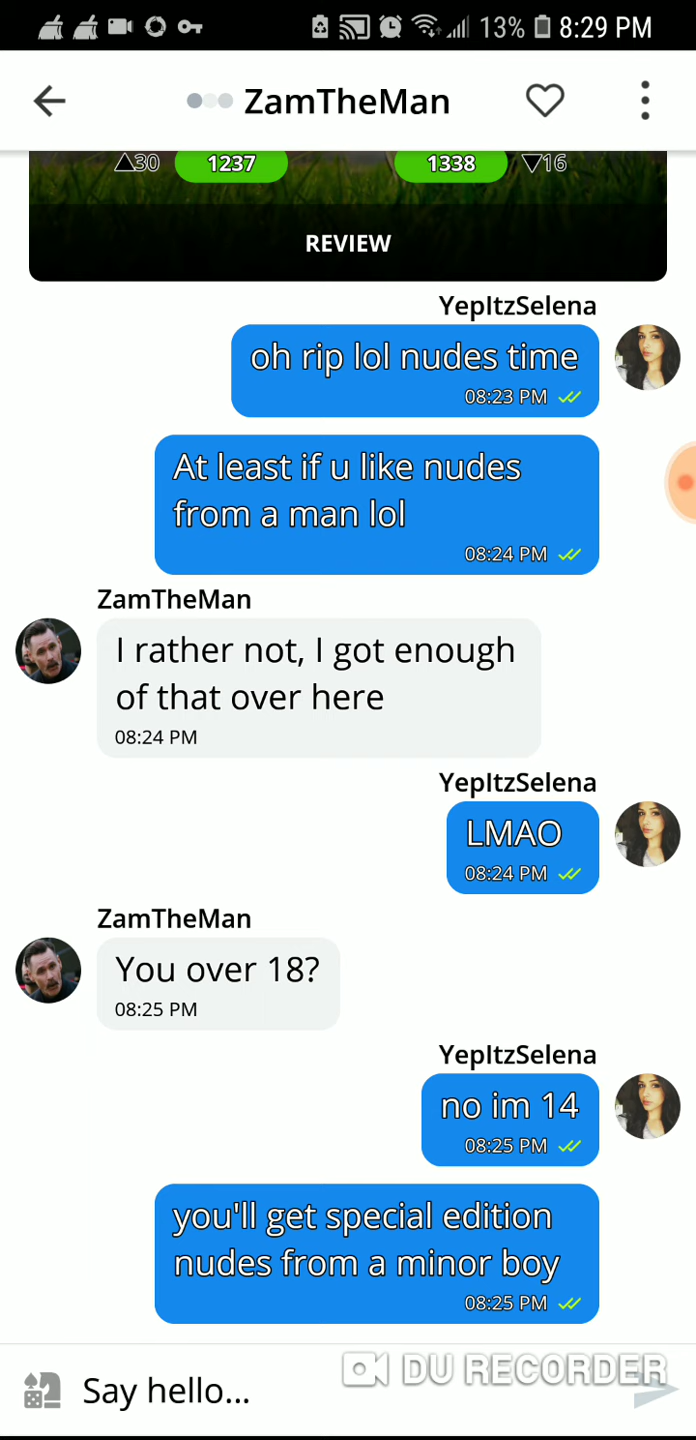 13% 8:29 PM
ZamTheMan
▲30 1237 1338 ▼16
REVIEW
YepItzSelena
oh rip lol nudes time
08:23 PM
At least if u like nudes
from a man lol
08:24 PM
ZamTheMan
I rather not, I got enough
of that over here
08:24 PM
YepItzSelena
LMAO
08:24 PM
ZamTheMan
You over 18?
08:25 PM
YepItzSelena
no im 14
08:25 PM
you'll get special edition
nudes from a minor boy
08:25 PM
DU RECORDER
Say hello...